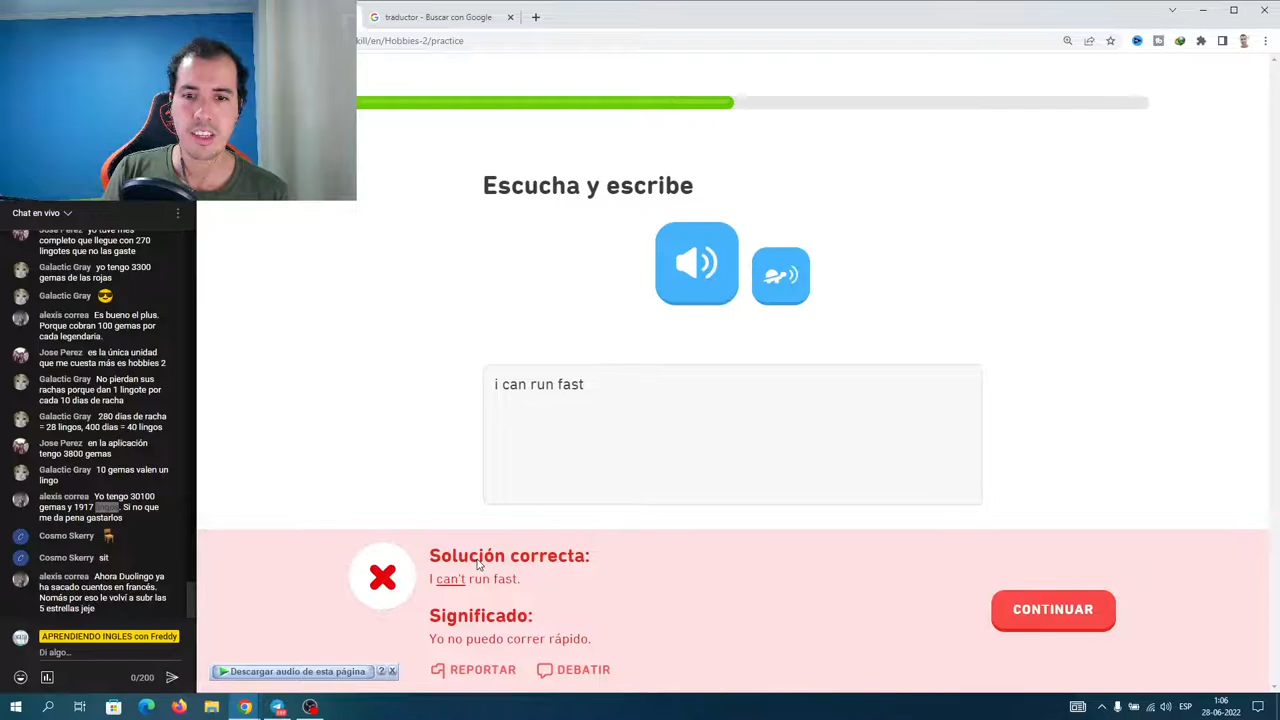 traductor - Buscar con Google
kill/en/Hobbies-2/practice
Chat en vivo
Jose Perez yo tuve mes
completo que llegue con 270
lingotes que no las gaste
Galactic Gray yo tengo 3300
gemas de las rojas
Galactic Gray
alexis correa Es bueno el plus.
Porque cobran 100 gemas por
cada legendaria.
Jose Perez es la única unidad
que me cuesta más es hobbies 2
Galactic Gray No pierdan sus
rachas porque dan 1 lingote por
cada 10 dias de racha
Galactic Gray 280 dias de racha
= 28 lingos, 400 dias = 40 lingos
Jose Perez en la aplicación
tengo 3800 gemas
Galactic Gray 10 gemas valen un
lingo
alexis correa Yo tengo 30100
gemas y 1917 . Si no que
me da pena gastarlos
Cosmo Skerry
Cosmo Skerry sit
alexis correa Ahora Duolingo ya
ha sacado cuentos en francés.
Nomás por eso le volví a subr las
5 estrellas jeje
APRENDIENDO INGLES con Freddy
Di algo...
0/200
Escucha y escribe
i can run fast
Solución correcta:
I can't run fast.
Significado:
Yo no puedo correr rápido.
REPORTAR
DEBATIR
CONTINUAR
Descargar audio de esta página ? X
ESP
1:06
28-06-2022